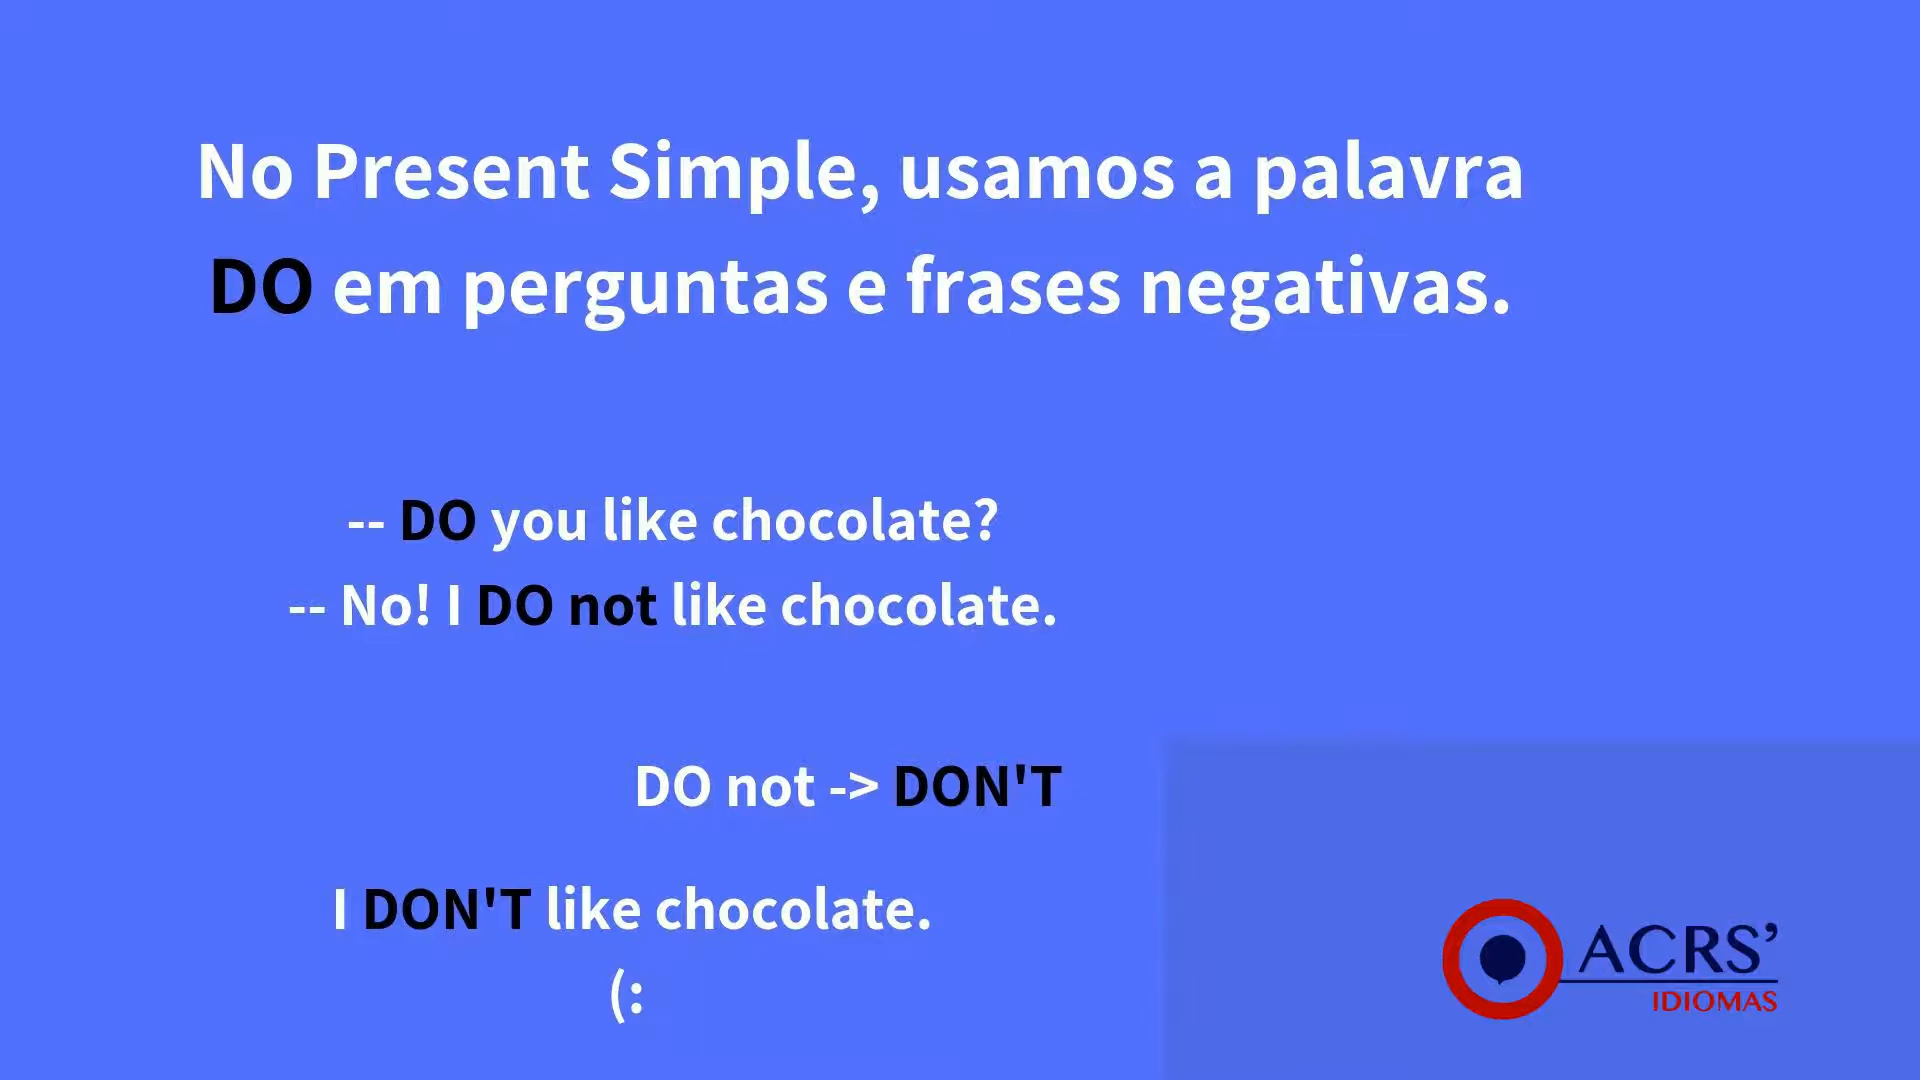 No Present Simple, usamos a palavra
DO em perguntas e frases negativas.
-- DO you like chocolate?
-- No! I DO not like chocolate.
DO not -> DON'T
I DON'T like chocolate.
(:
ACRS’
IDIOMAS